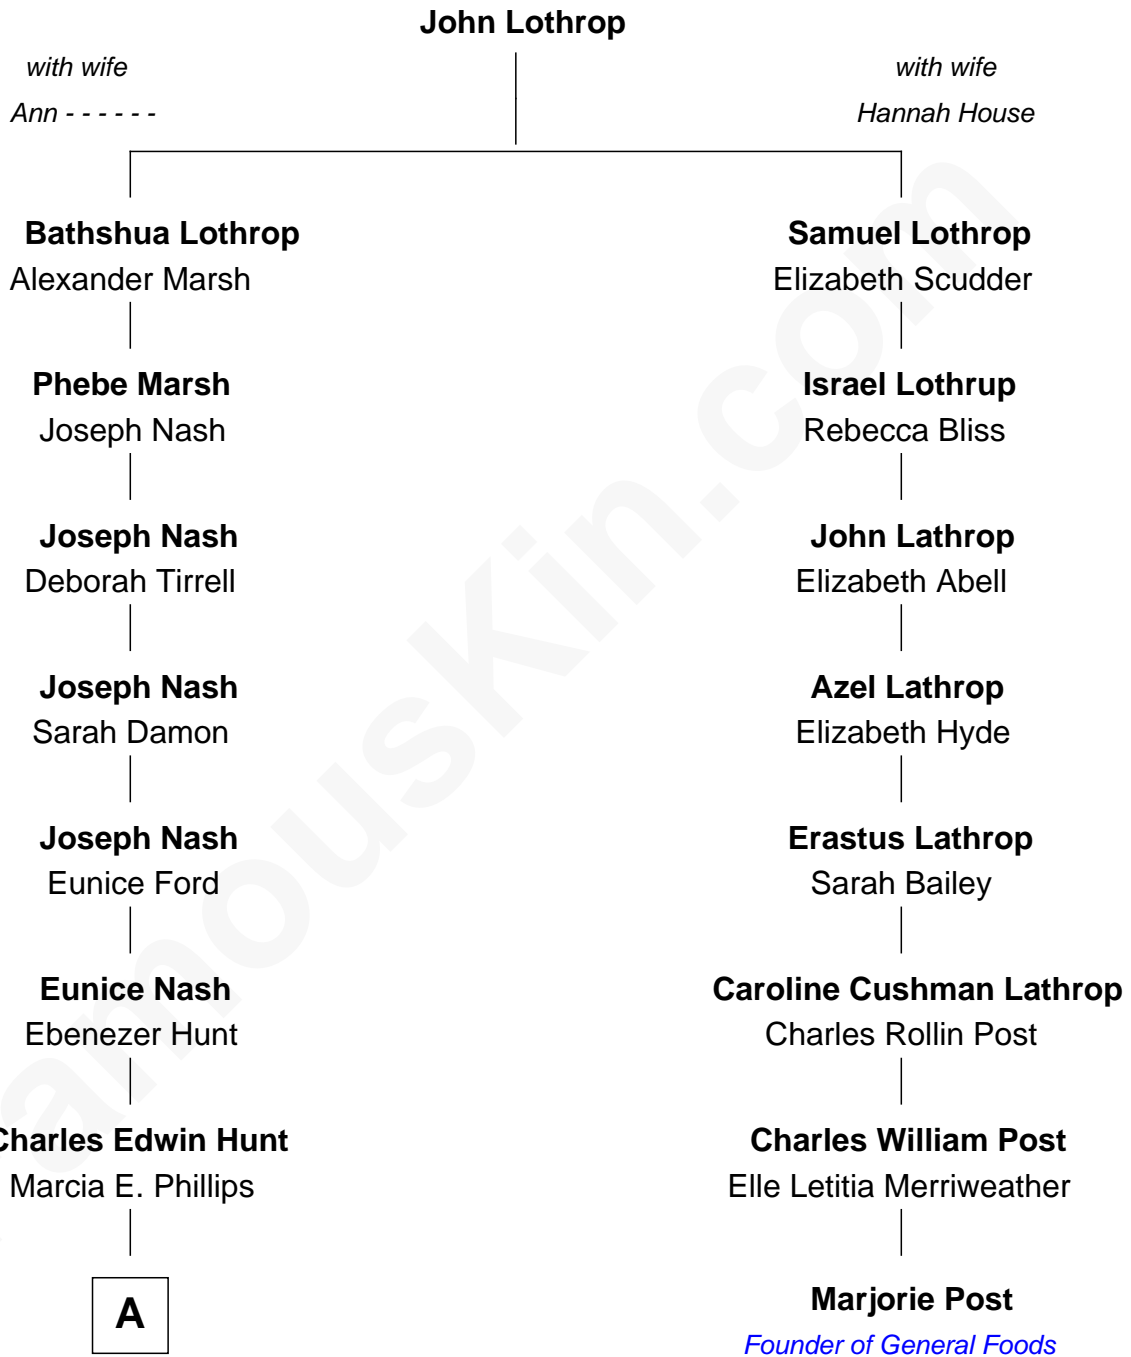 John Lothrop
with wife
Ann - - - - - -
with wife
Hannah House
Bathshua Lothrop
Alexander Marsh
Samuel Lothrop
Elizabeth Scudder
Phebe Marsh
Joseph Nash
Israel Lothrup
Rebecca Bliss
Joseph Nash
Deborah Tirrell
John Lathrop
Elizabeth Abell
Joseph Nash
Sarah Damon
Azel Lathrop
Elizabeth Hyde
Joseph Nash
Eunice Ford
Erastus Lathrop
Sarah Bailey
Eunice Nash
Ebenezer Hunt
Caroline Cushman Lathrop
Charles Rollin Post
Charles Edwin Hunt
Marcia E. Phillips
Charles William Post
Elle Letitia Merriweather
A
Marjorie Post
Founder of General Foods
amouskin.com